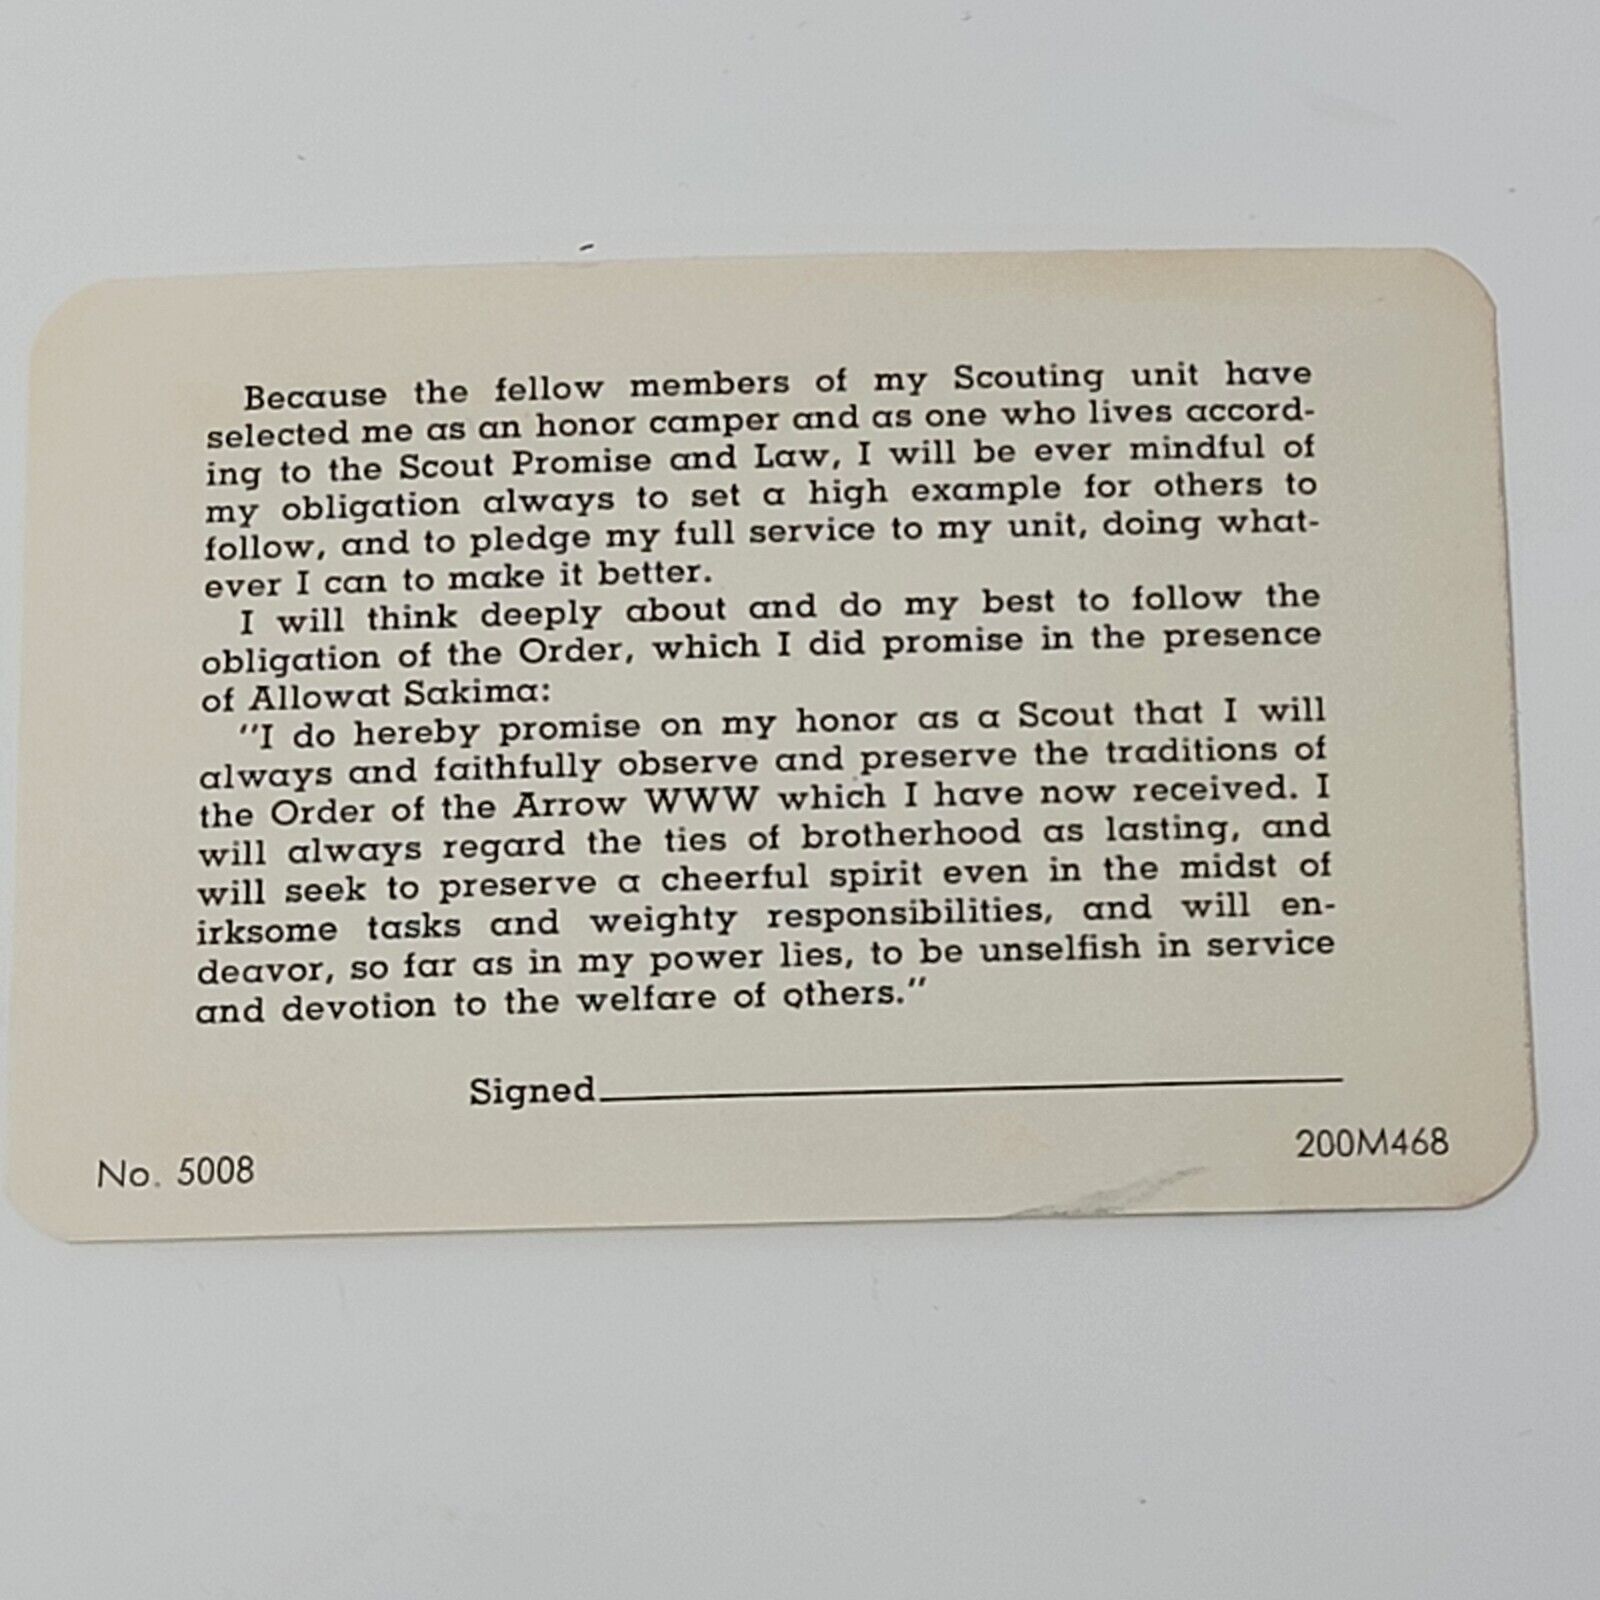 Because the fellow members of my Scouting unit have
selected me as an honor camper and as one who lives accord-
ing to the Scout Promise and Law, I will be ever mindful of
my obligation always to set a high example for others to
follow, and to pledge my full service to my unit, doing what-
ever I can to make it better.
I will think deeply about and do my best to follow the
obligation of the Order, which I did promise in the presence
of Allowat Sakima:
"I do hereby promise on my honor as a Scout that I will
always and faithfully observe and preserve the traditions of
the Order of the Arrow WWW which I have now received. I
will always regard the ties of brotherhood as lasting, and
will seek to preserve a cheerful spirit even in the midst of
irksome tasks and weighty responsibilities, and will en-
deavor, so far as in my power lies, to be unselfish in service
and devotion to the welfare of others."
Signed
No. 5008
200M468